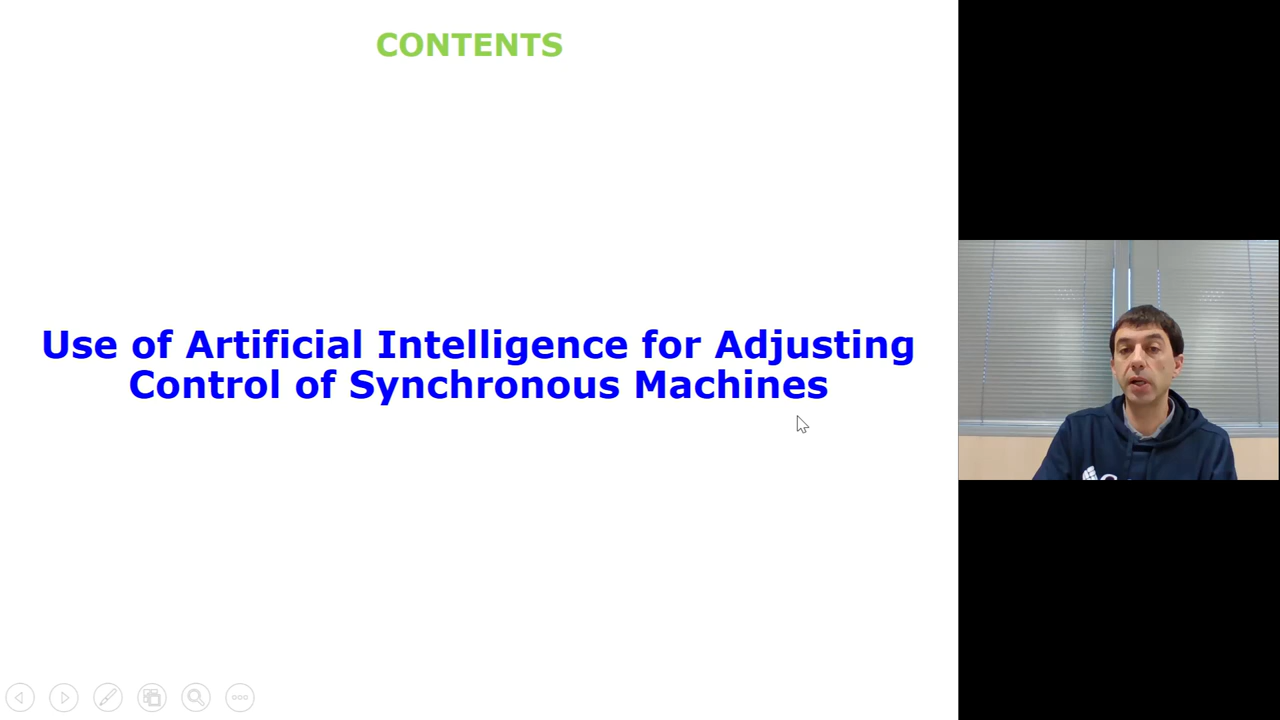 CONTENTS
Use of Artificial Intelligence for Adjusting
Control of Synchronous Machines